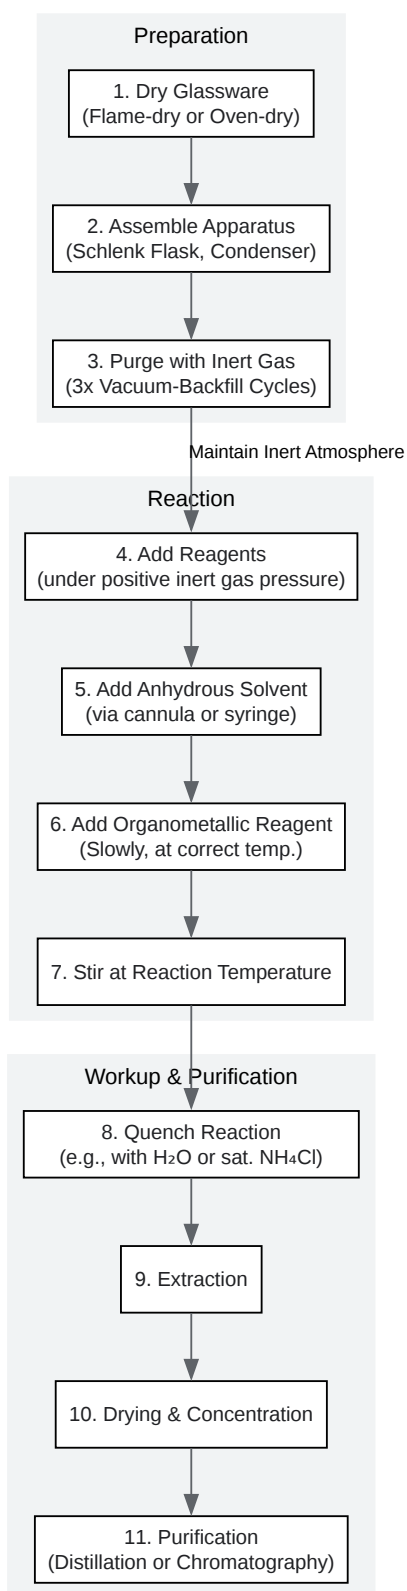 Preparation
1. Dry Glassware
(Flame-dry or Oven-dry)
2. Assemble Apparatus
(Schlenk Flask, Condenser)
3. Purge with Inert Gas
(3x Vacuum-Backfill Cycles)
Maintain Inert Atmosphere
Reaction
4. Add Reagents
(under positive inert gas pressure)
5. Add Anhydrous Solvent
(via cannula or syringe)
6. Add Organometallic Reagent
(Slowly, at correct temp.)
7. Stir at Reaction Temperature
Workup & Purification
8. Quench Reaction
(e.g., with H₂O or sat. NH₄Cl)
9. Extraction
10. Drying & Concentration
11. Purification
(Distillation or Chromatography)